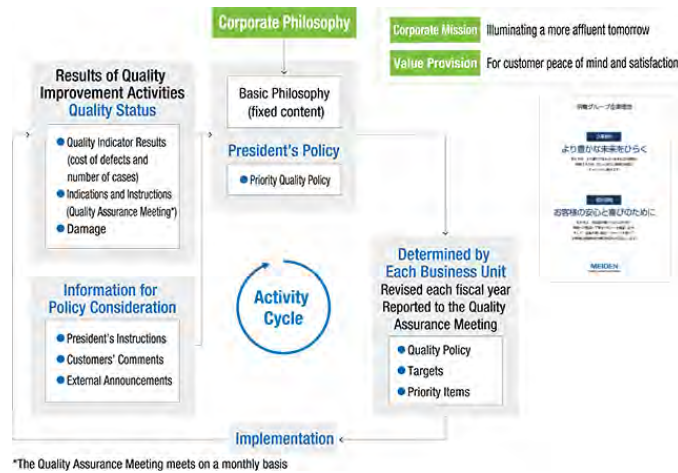 Corporate Philosophy
Corporate Mission
Illuminating a more affluent tomorrow
Value Provision
For customer peace of mind and satisfaction
Results of Quality
Improvement Activities
Quality Status
● Quality Indicator Results
(cost of defects and
number of cases)
● Indications and Instructions
(Quality Assurance Meeting*)
● Damage
Basic Philosophy
(fixed content)
President's Policy
● Priority Quality Policy
より豊かな未来をひらく
お客様の安心と喜びのために
MEIDEN
Information for
Policy Consideration
● President's Instructions
● Customers' Comments
● External Announcements
Activity
Cycle
Determined by
Each Business Unit
Revised each fiscal year
Reported to the Quality
Assurance Meeting
● Quality Policy
● Targets
● Priority Items
Implementation
*The Quality Assurance Meeting meets on a monthly basis